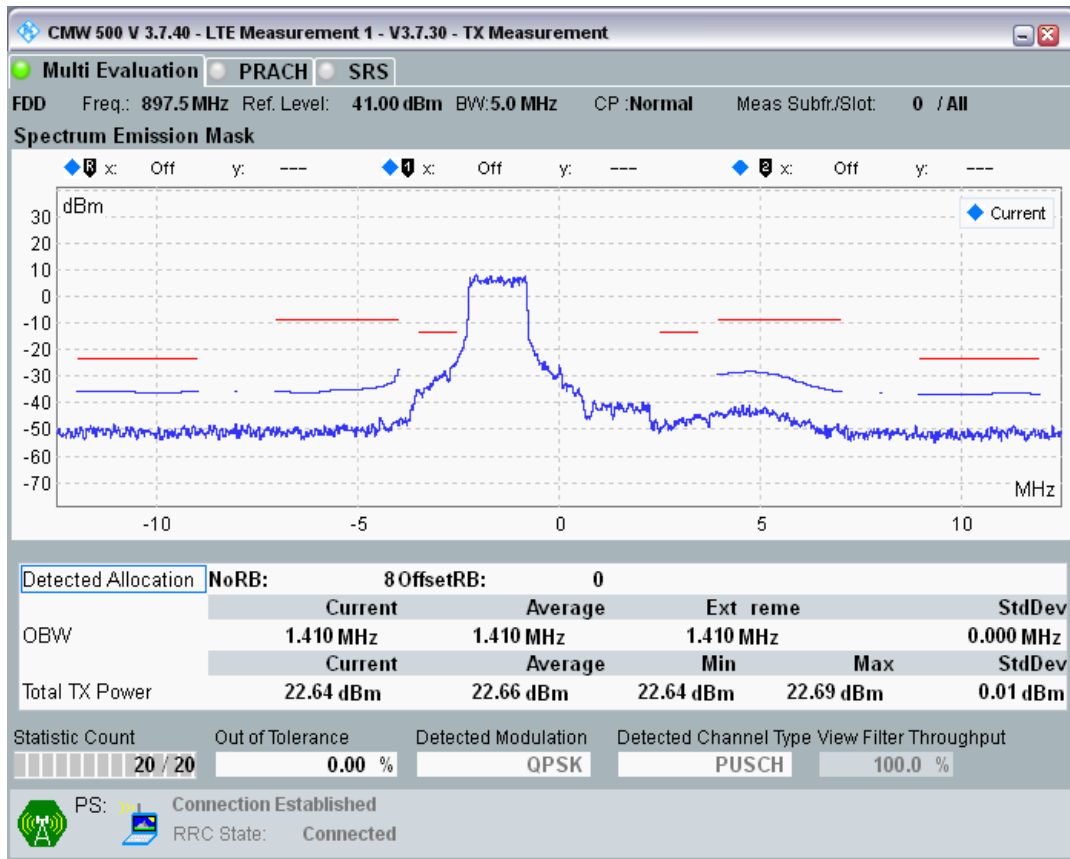 CMW 500 V 3.7.40 - LTE Measurement 1 - V3.7.30 - TX Measurement
Multi Evaluation PRACH SRS
FDD Freq.: 897.5 MHz Ref. Level: 41.00 dBm BW:5.0 MHz CP :Normal Meas Subfr./Slot: 0 / All
Spectrum Emission Mask
R x: Off y: --- 1 x: Off y: --- 2 x: Off y: ---
dBm
Current
30
20
10
0
-10
-20
-30
-40
-50
-60
-70
MHz
-10 -5 0 5 10
Detected Allocation NoRB: 8 OffsetRB: 0
Current Average Ext reme StdDev
OBW 1.410 MHz 1.410 MHz 1.410 MHz 0.000 MHz
Current Average Min Max StdDev
Total TX Power 22.64 dBm 22.66 dBm 22.64 dBm 22.69 dBm 0.01 dBm
Statistic Count Out of Tolerance Detected Modulation Detected Channel Type View Filter Throughput
20 / 20 0.00 % QPSK PUSCH 100.0 %
PS: Connection Established
RRC State: Connected